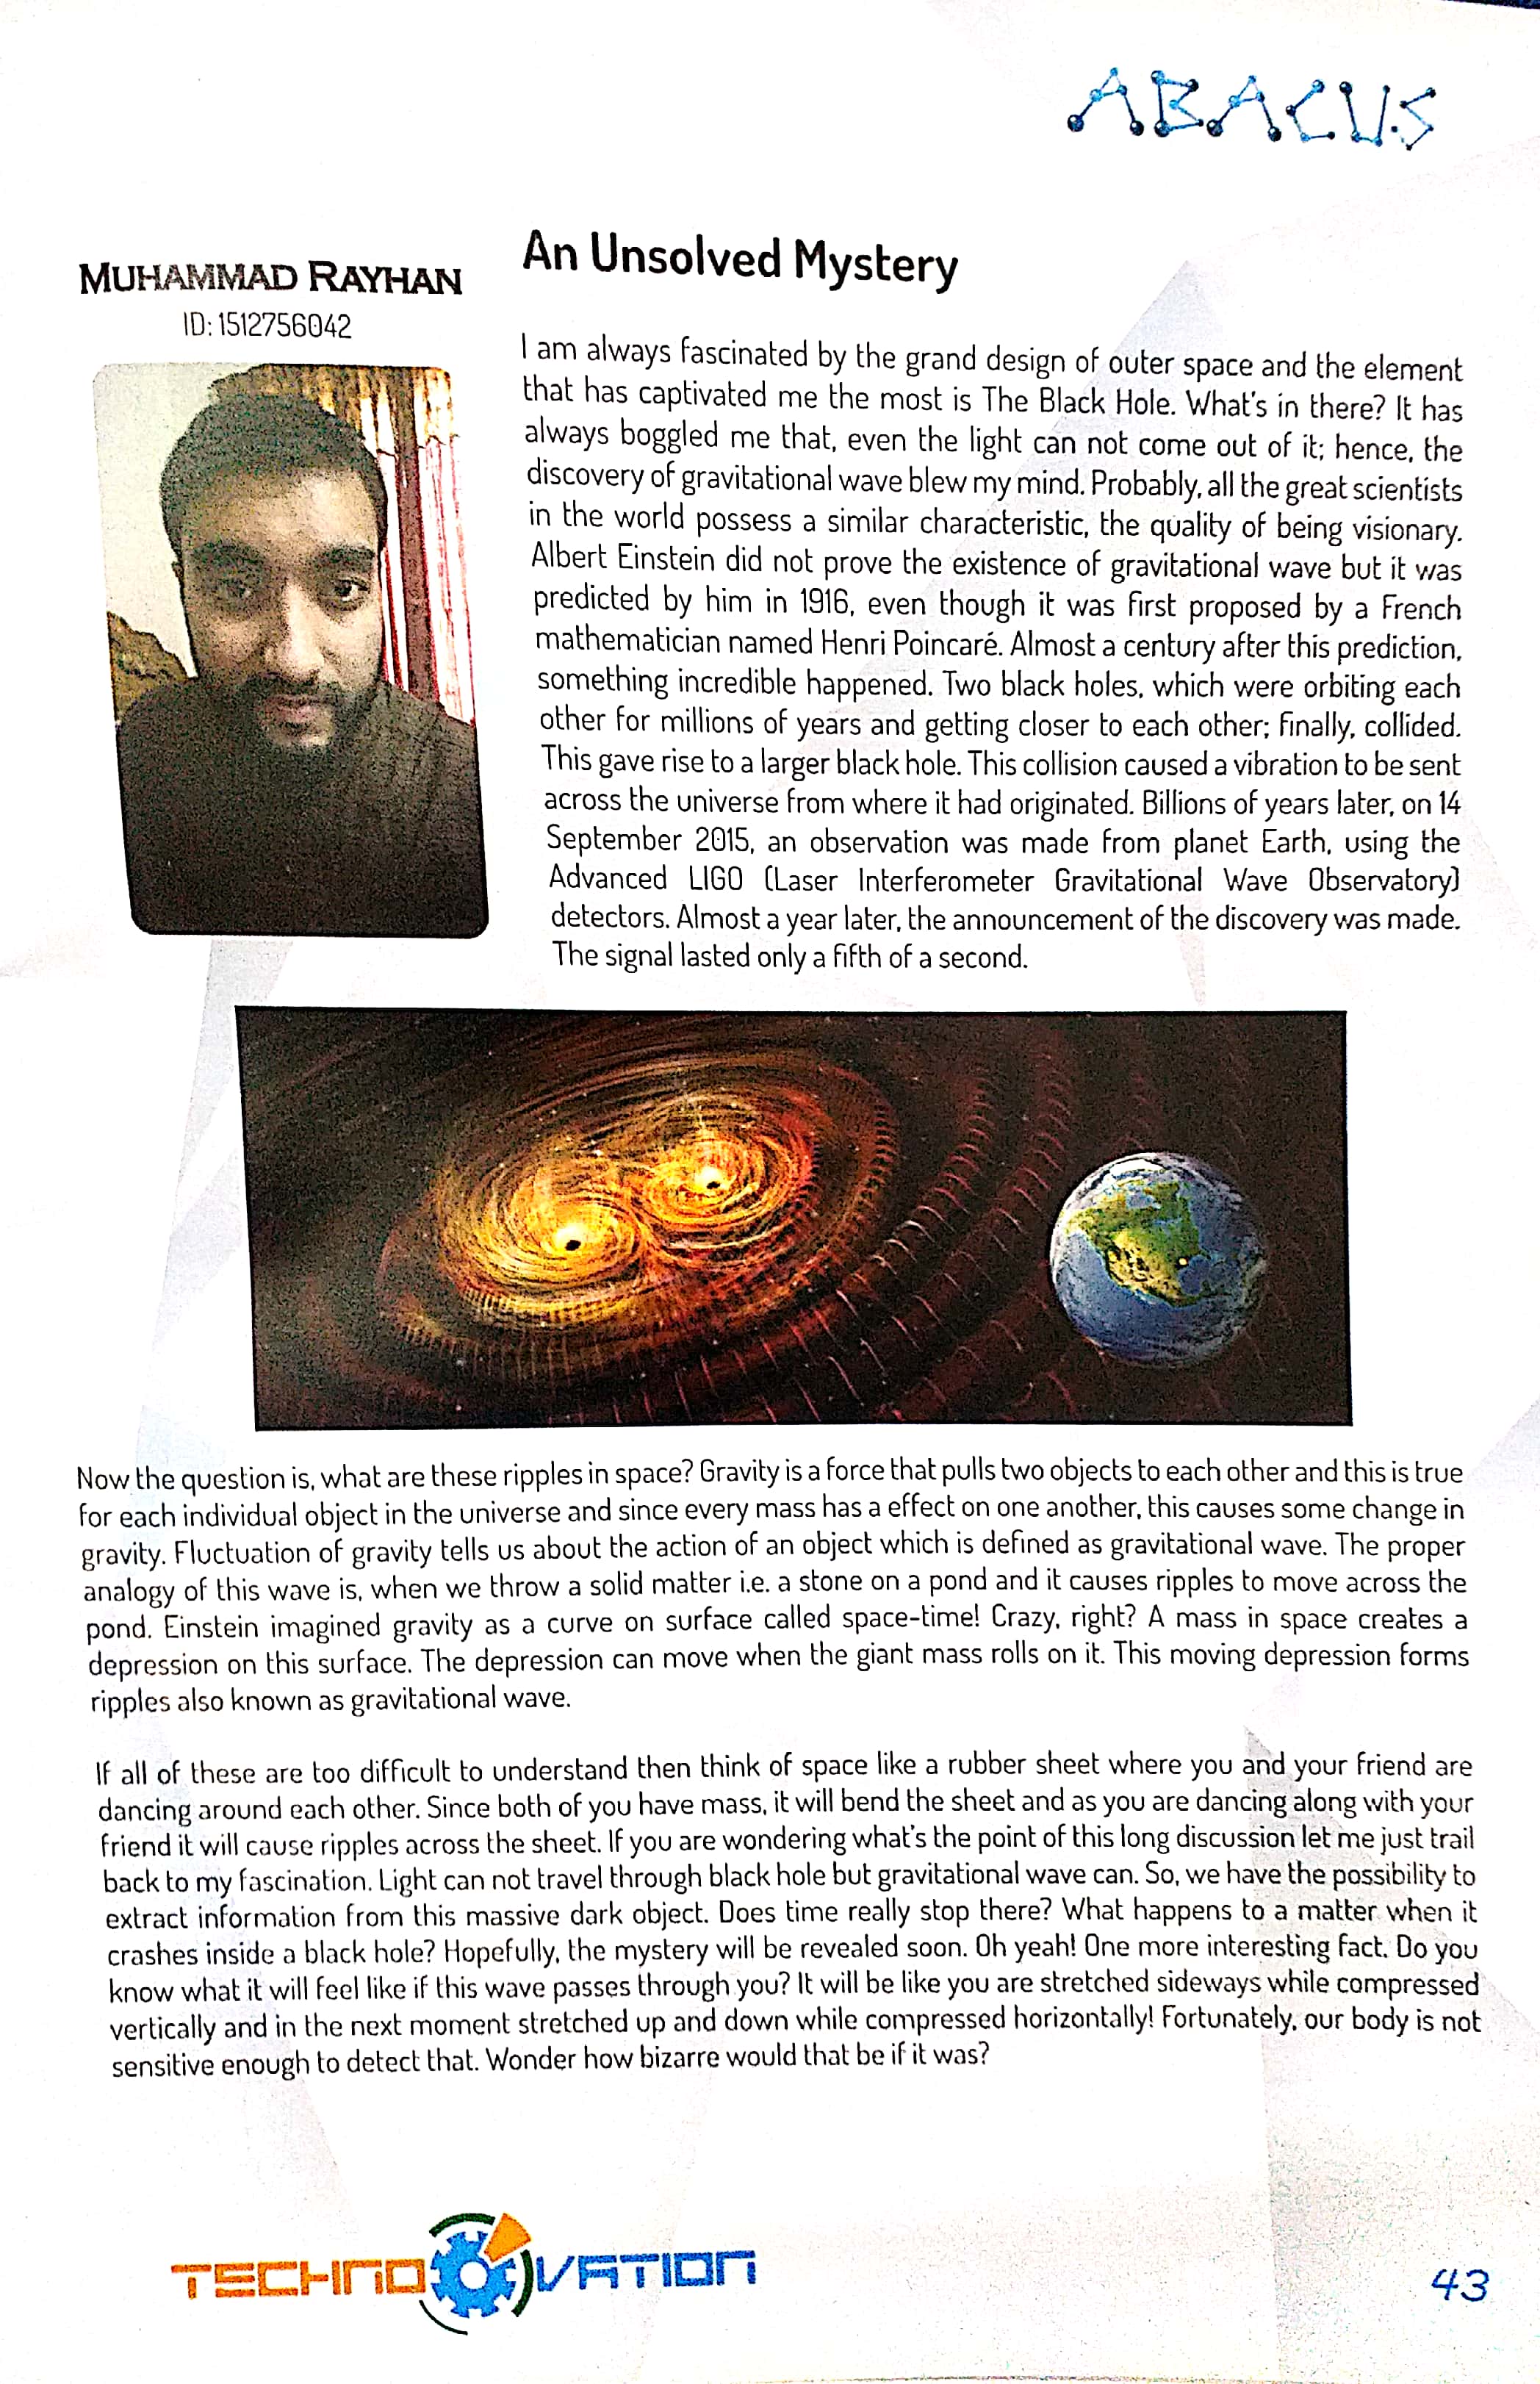 ABACUS
MUHAMMAD RAYHAN
ID: 1512756042
An Unsolved Mystery
I am always fascinated by the grand design of outer space and the element
that has captivated me the most is The Black Hole. What's in there? It has
always boggled me that, even the light can not come out of it; hence, the
discovery of gravitational wave blew my mind. Probably, all the great scientists
in the world possess a similar characteristic, the quality of being visionary.
Albert Einstein did not prove the existence of gravitational wave but it was
predicted by him in 1916, even though it was first proposed by a French
mathematician named Henri Poincaré. Almost a century after this prediction,
something incredible happened. Two black holes, which were orbiting each
other for millions of years and getting closer to each other; finally, collided.
This gave rise to a larger black hole. This collision caused a vibration to be sent
across the universe from where it had originated. Billions of years later, on 14
September 2015, an observation was made from planet Earth, using the
Advanced LIGO (Laser Interferometer Gravitational Wave Observatory)
detectors. Almost a year later, the announcement of the discovery was made.
The signal lasted only a fifth of a second.
Now the question is, what are these ripples in space? Gravity is a force that pulls two objects to each other and this is true
for each individual object in the universe and since every mass has a effect on one another, this causes some change in
gravity. Fluctuation of gravity tells us about the action of an object which is defined as gravitational wave. The proper
analogy of this wave is, when we throw a solid matter i.e. a stone on a pond and it causes ripples to move across the
pond. Einstein imagined gravity as a curve on surface called space-time! Crazy, right? A mass in space creates a
depression on this surface. The depression can move when the giant mass rolls on it. This moving depression forms
ripples also known as gravitational wave.
If all of these are too difficult to understand then think of space like a rubber sheet where you and your friend are
dancing around each other. Since both of you have mass, it will bend the sheet and as you are dancing along with your
friend it will cause ripples across the sheet. If you are wondering what's the point of this long discussion let me just trail
back to my fascination. Light can not travel through black hole but gravitational wave can. So, we have the possibility to
extract information from this massive dark object. Does time really stop there? What happens to a matter when it
crashes inside a black hole? Hopefully, the mystery will be revealed soon. Oh yeah! One more interesting fact. Do you
know what it will feel like if this wave passes through you? It will be like you are stretched sideways while compressed
vertically and in the next moment stretched up and down while compressed horizontally! Fortunately, our body is not
sensitive enough to detect that. Wonder how bizarre would that be if it was?
TECHNOVATION
43